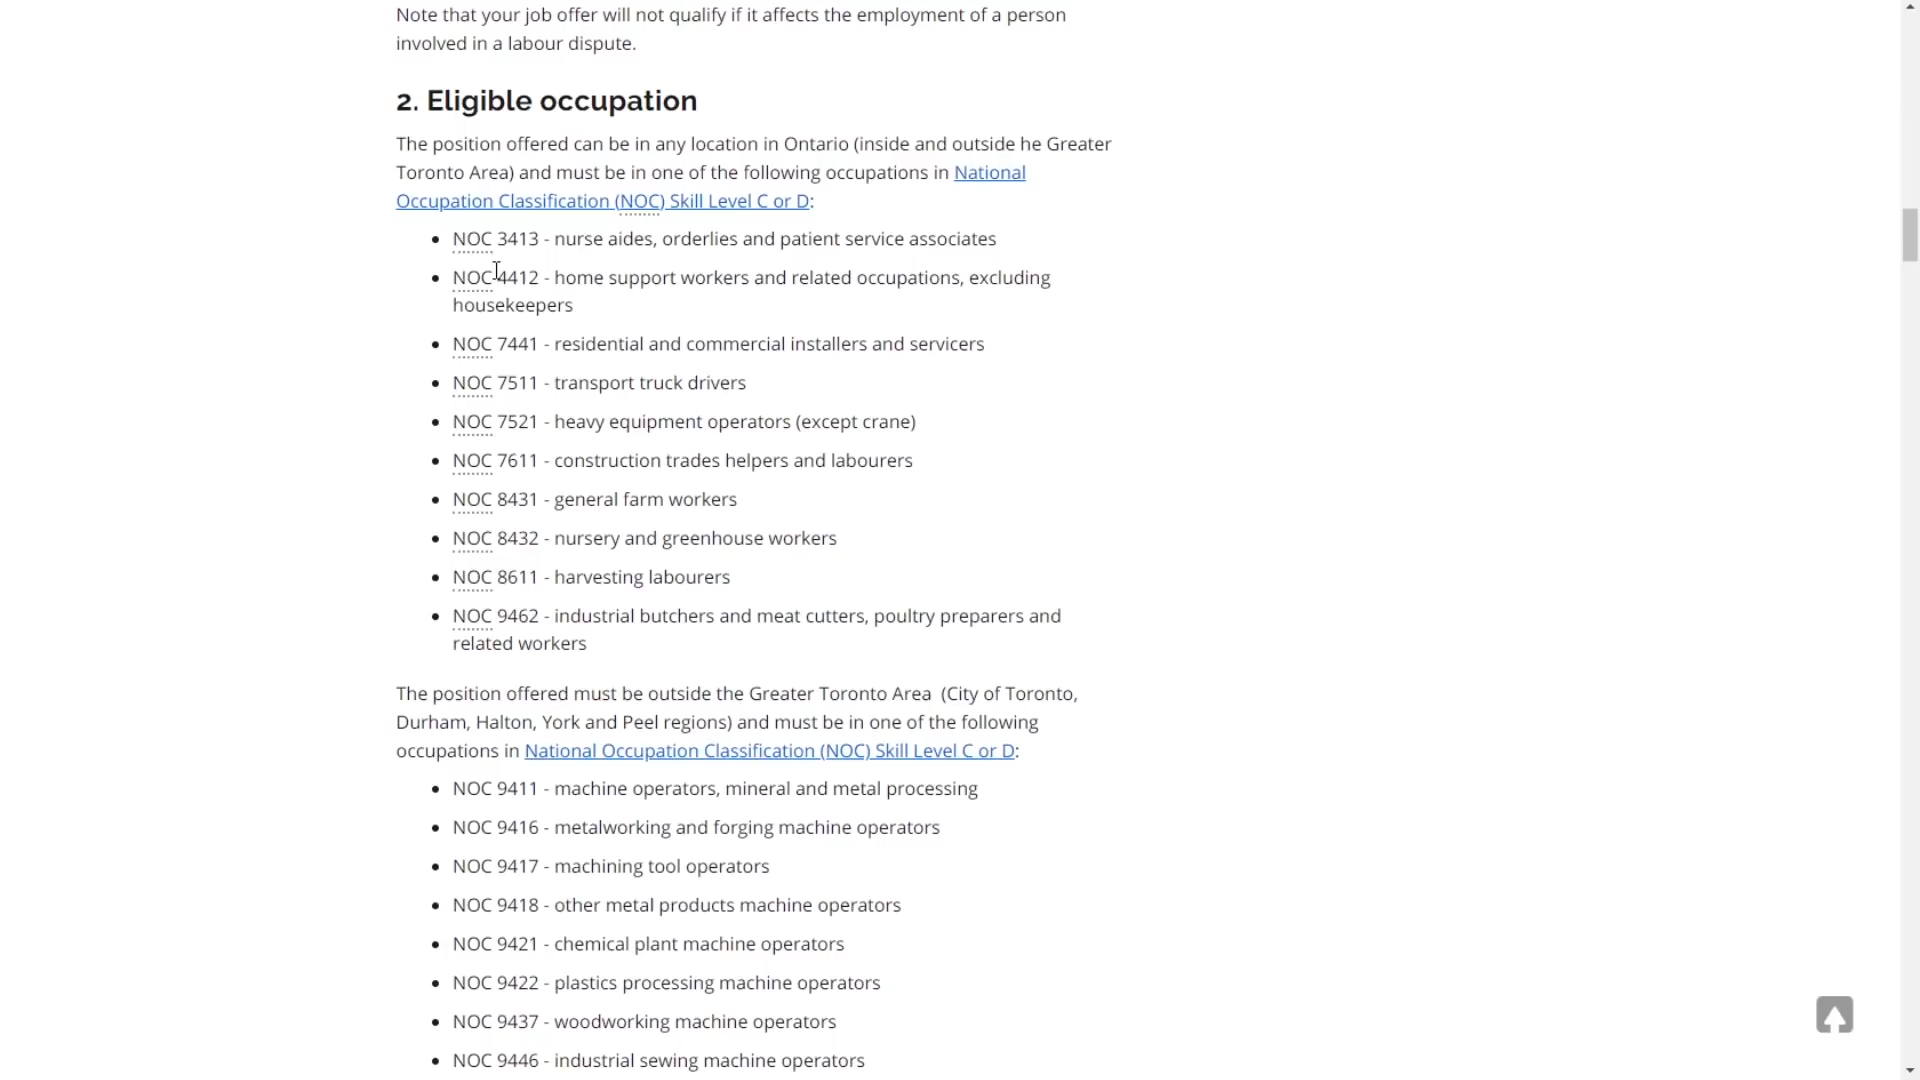 Note that your job offer will not qualify if it affects the employment of a person
involved in a labour dispute.
2. Eligible occupation
The position offered can be in any location in Ontario (inside and outside he Greater
Toronto Area) and must be in one of the following occupations in National
Occupation Classification (NOC) Skill Level C or D:
NOC 3413 - nurse aides, orderlies and patient service associates
NOC 4412 - home support workers and related occupations, excluding
housekeepers
NOC 7441 - residential and commercial installers and servicers
NOC 7511 - transport truck drivers
NOC 7521 - heavy equipment operators (except crane)
NOC 7611 - construction trades helpers and labourers
NOC 8431 - general farm workers
NOC 8432 - nursery and greenhouse workers
NOC 8611 - harvesting labourers
NOC 9462 - industrial butchers and meat cutters, poultry preparers and
related workers
The position offered must be outside the Greater Toronto Area (City of Toronto,
Durham, Halton, York and Peel regions) and must be in one of the following
occupations in National Occupation Classification (NOC) Skill Level C or D:
NOC 9411 - machine operators, mineral and metal processing
NOC 9416 - metalworking and forging machine operators
NOC 9417 - machining tool operators
NOC 9418 - other metal products machine operators
NOC 9421 - chemical plant machine operators
NOC 9422 - plastics processing machine operators
NOC 9437 - woodworking machine operators
NOC 9446 - industrial sewing machine operators